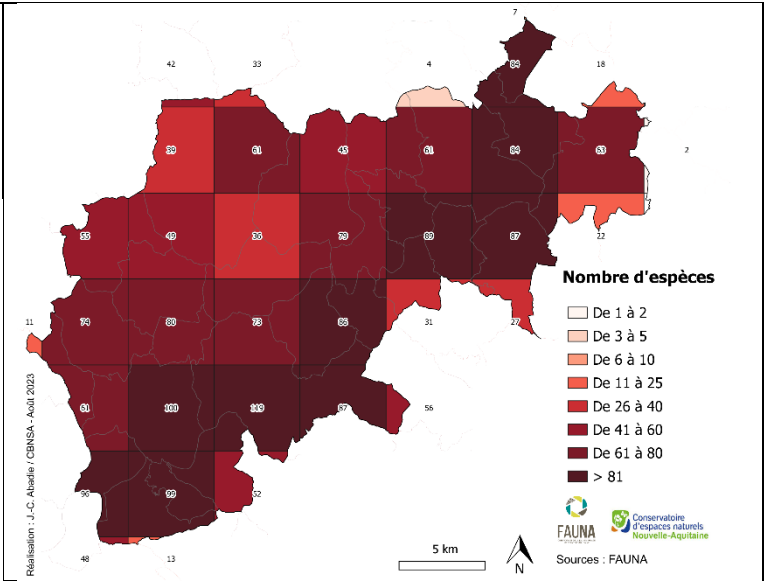 7
42
33
4
18
84
39
61
45
61
84
63
2
7
55
49
36
79
89
87
22
Nombre d'espèces
De 1 à 2
De 3 à 5
De 6 à 10
De 11 à 25
De 26 à 40
De 41 à 60
De 61 à 80
> 81
11
74
80
73
86
31
27
100
119
87
56
96
99
52
48
13
Réalisation : J.-C. Abadie / CBNSA - Août 2023
5 km
N
FAUNA
Conservatoire
d'espaces naturels
Nouvelle-Aquitaine
Sources : FAUNA